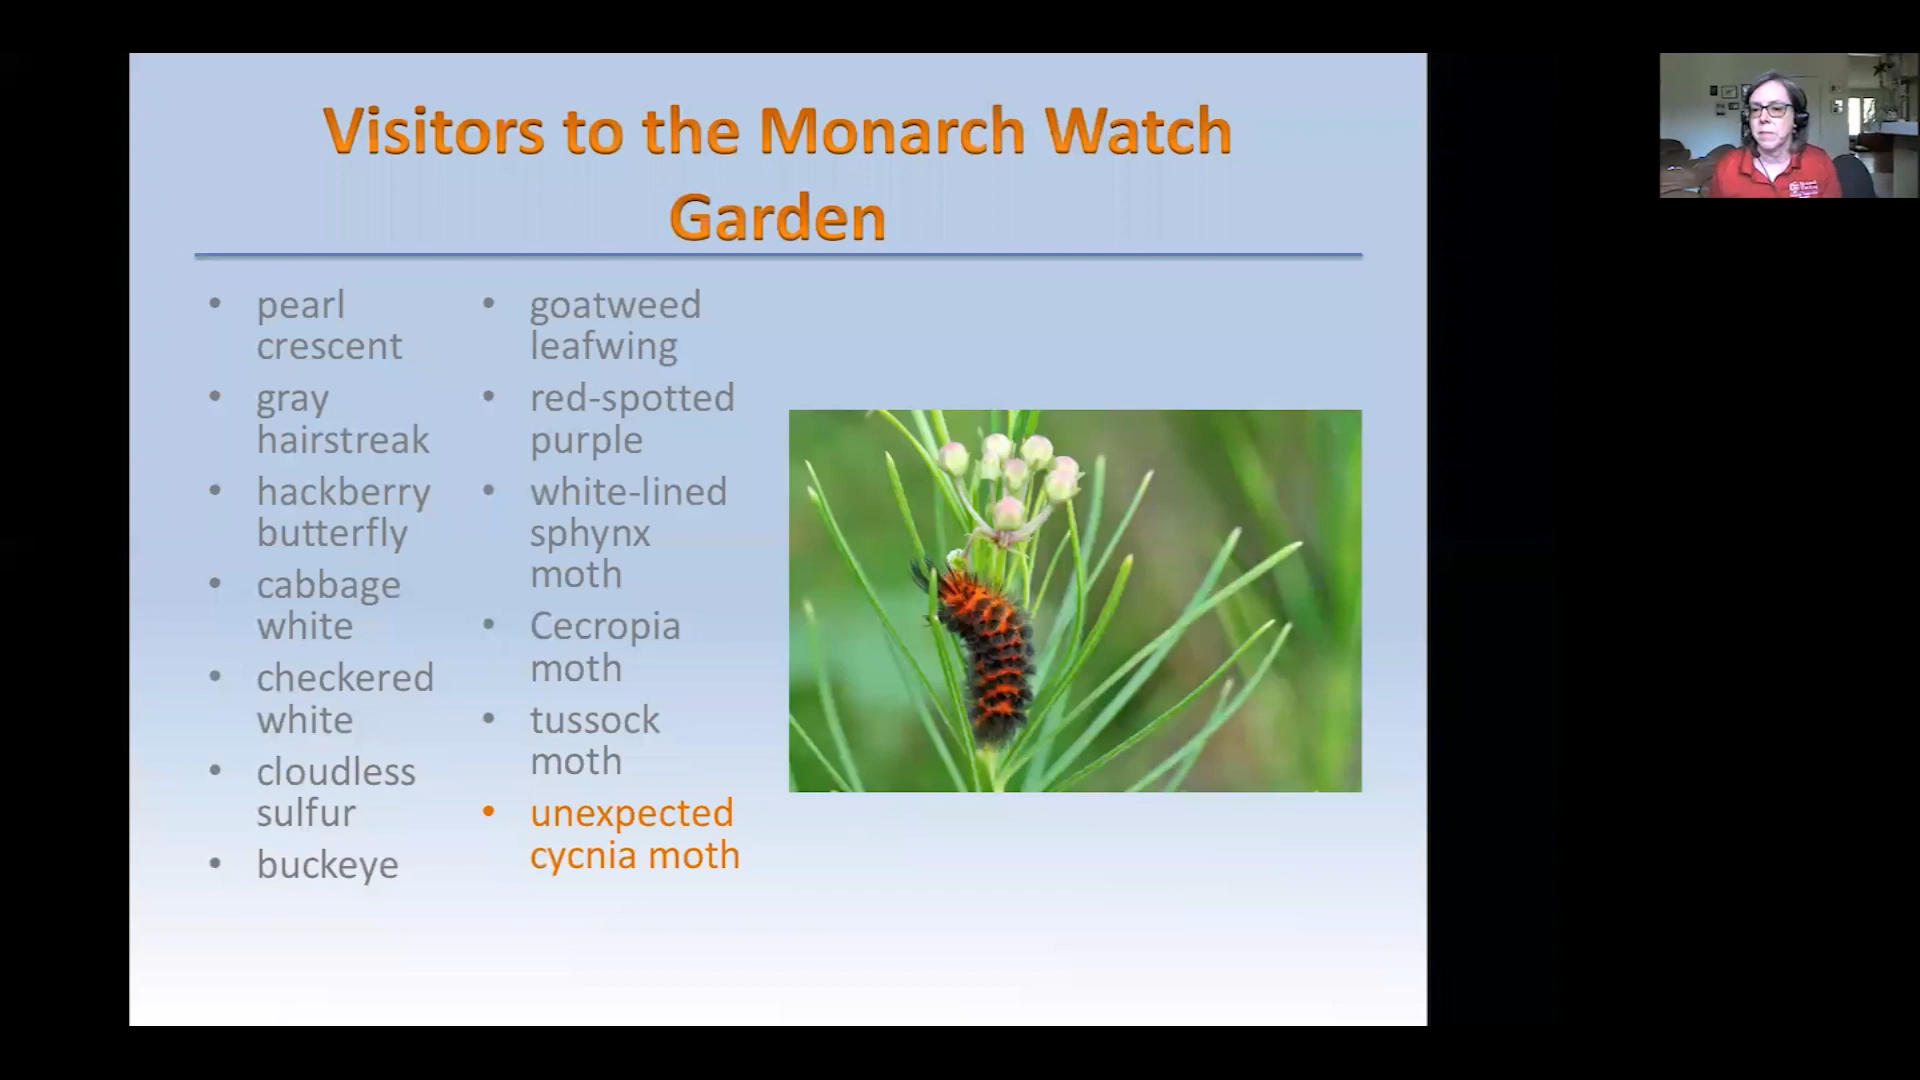 Visitors to the Monarch Watch
Garden
• pearl
crescent
• gray
hairstreak
• hackberry
butterfly
• cabbage
white
• checkered
white
• cloudless
sulfur
• buckeye
• goatweed
leafwing
• red-spotted
purple
• white-lined
sphynx
moth
• Cecropia
moth
• tussock
moth
• unexpected
cycnia moth